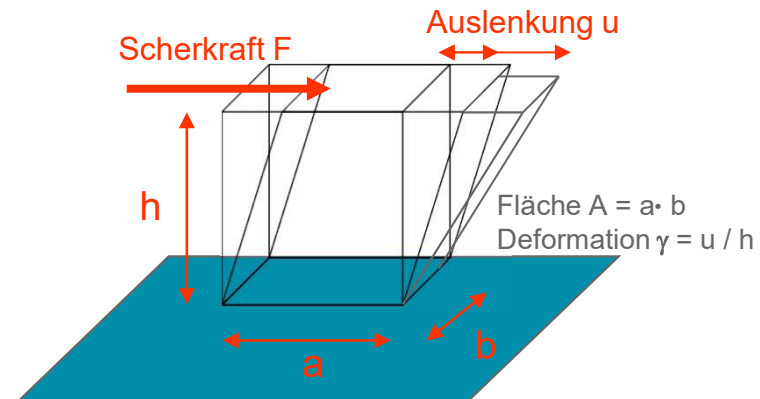 Auslenkung u
Scherkraft F
h
Fläche A = a· b
Deformation γ = u / h
b
a